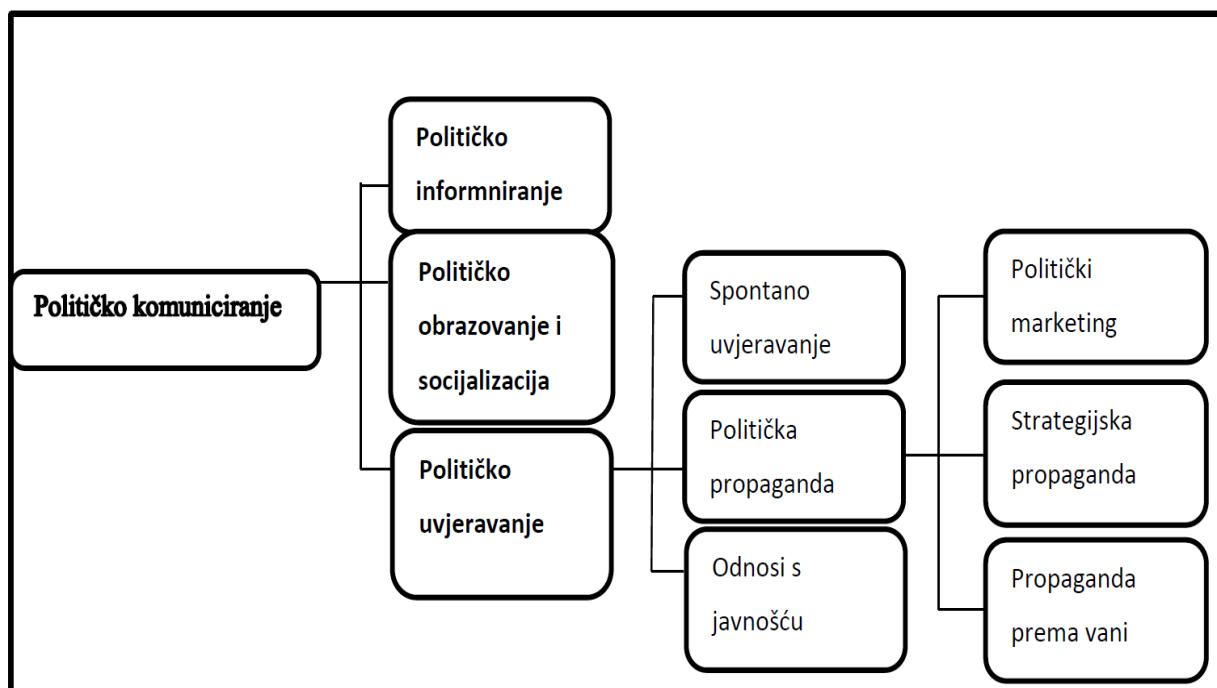 Političko
informniranje
Političko komuniciranje
Političko
obrazovanje i
socijalizacija
Političko
uvjeravanje
Spontano
uvjeravanje
Politička
propaganda
Odnosi s
javnošću
Politički
marketing
Strategijska
propaganda
Propaganda
prema vani